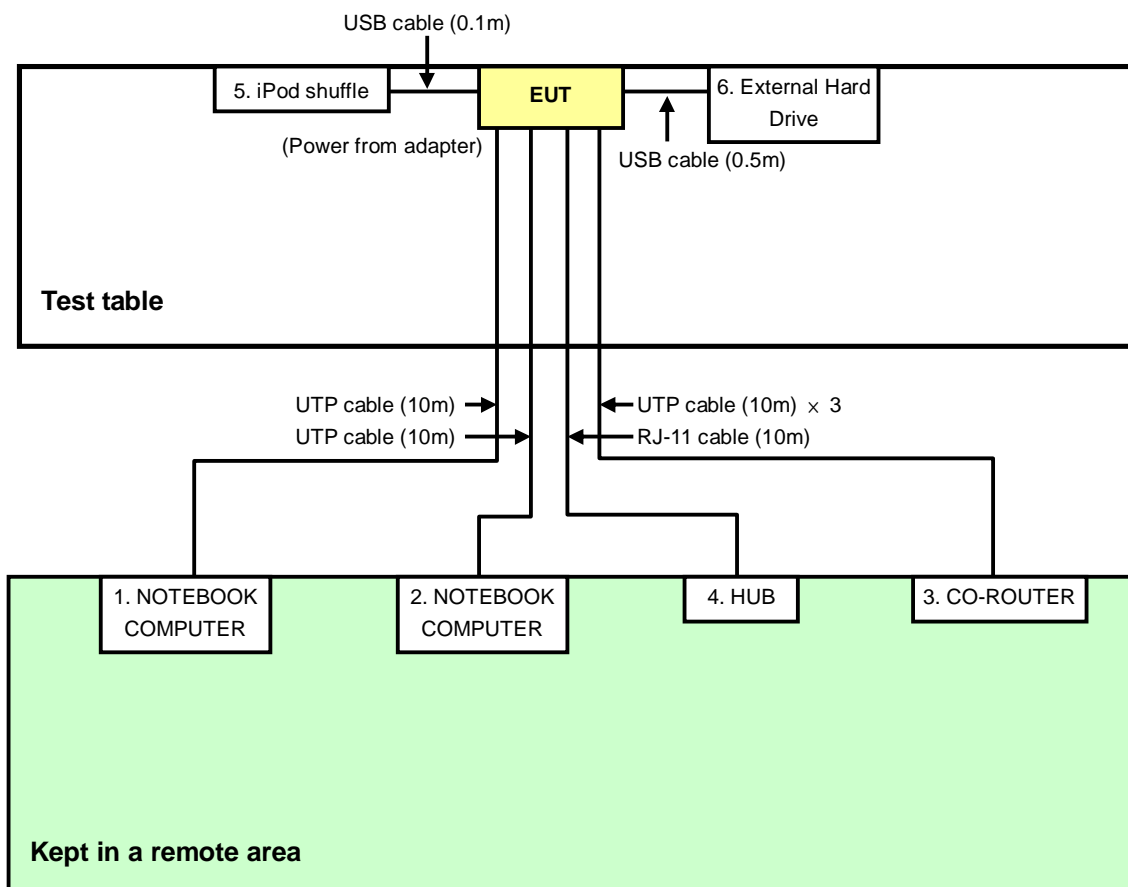 USB cable (0.1m)
5. iPod shuffle
EUT
6. External Hard
Drive
(Power from adapter)
USB cable (0.5m)
Test table
UTP cable (10m)
UTP cable (10m) × 3
UTP cable (10m)
RJ-11 cable (10m)
1. NOTEBOOK
COMPUTER
2. NOTEBOOK
COMPUTER
4. HUB
3. CO-ROUTER
Kept in a remote area